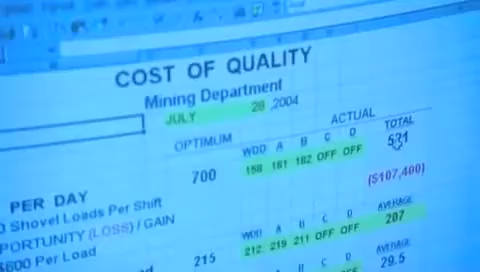 COST OF QUALITY
Mining Department
JULY 28 ,2004
OPTIMUM ACTUAL
WDD A B C D TOTAL
700 158 181 182 OFF OFF 521
($107,400)
PER DAY
Shovel Loads Per Shift
(LOSS) / GAIN
$600 Per Load
WDD A B C D AVERAGE
215 212 219 211 OFF OFF 207
AVERAGE
29.5